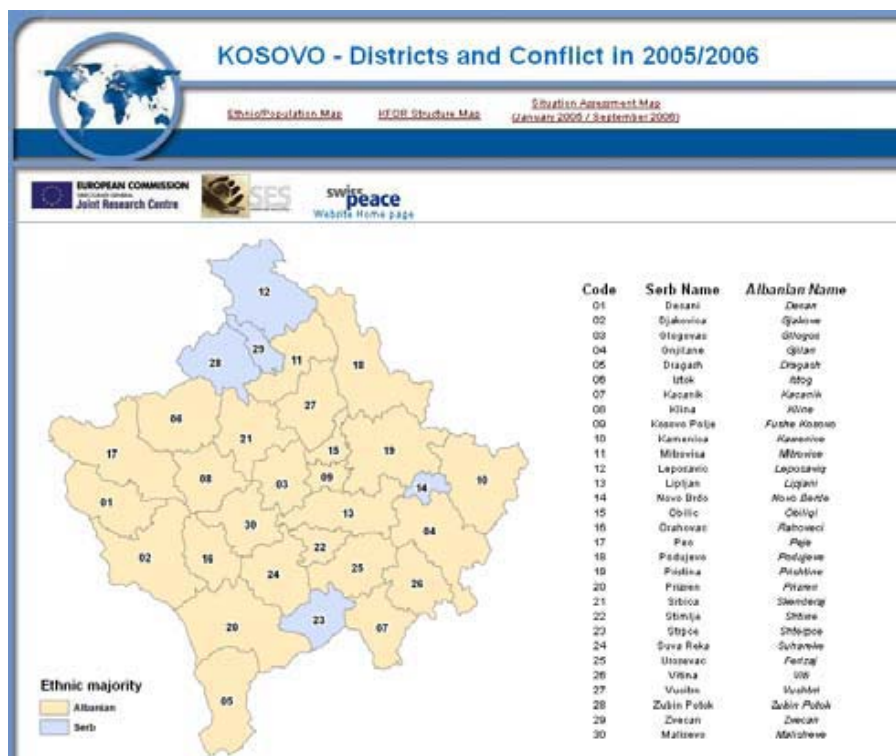 KOSOVO - Districts and Conflict in 2005/2006
Ethnic/Population Map KFOR Structure Map Situation Assessment Map
(January 2006 / September 2006)
EUROPEAN COMMISSION
DIRECTORATE GENERAL
Joint Research Centre
SES
swisspeace
Website Home page
Code Serb Name Albanian Name
01 Decani Decan
02 Djakovica Gjakove
03 Glogovac Gllogoc
04 Gnjilane Gjilan
05 Dragash Dragash
06 Istok Istog
07 Kacanik Kacanik
08 Klina Kline
09 Kosovo Polje Fushe Kosovo
10 Kamenica Kamenice
11 Mitrovica Mitrovice
12 Leposavic Leposaviq
13 Lipljan Lipjani
14 Novo Brdo Novo Berde
15 Obilic Obiliqi
16 Orahovac Rahoveci
17 Pec Peje
18 Podujevo Podujeve
19 Pristina Prishtine
20 Prizren Prizren
21 Srbica Skenderaj
22 Stimlje Shtime
23 Strpce Shterpce
24 Suva Reka Suhareke
25 Urosevac Ferizaj
26 Vitina Viti
27 Vucitrn Vushtrri
28 Zubin Potok Zubin Potok
29 Zvecan Zvecan
30 Malisevo Malisheve
12
29
28
11
18
27
06
21
17
15
19
08
03
09
14
10
01
13
30
04
22
02
16
24
25
26
23
20
07
05
Ethnic majority
Albanian
Serb